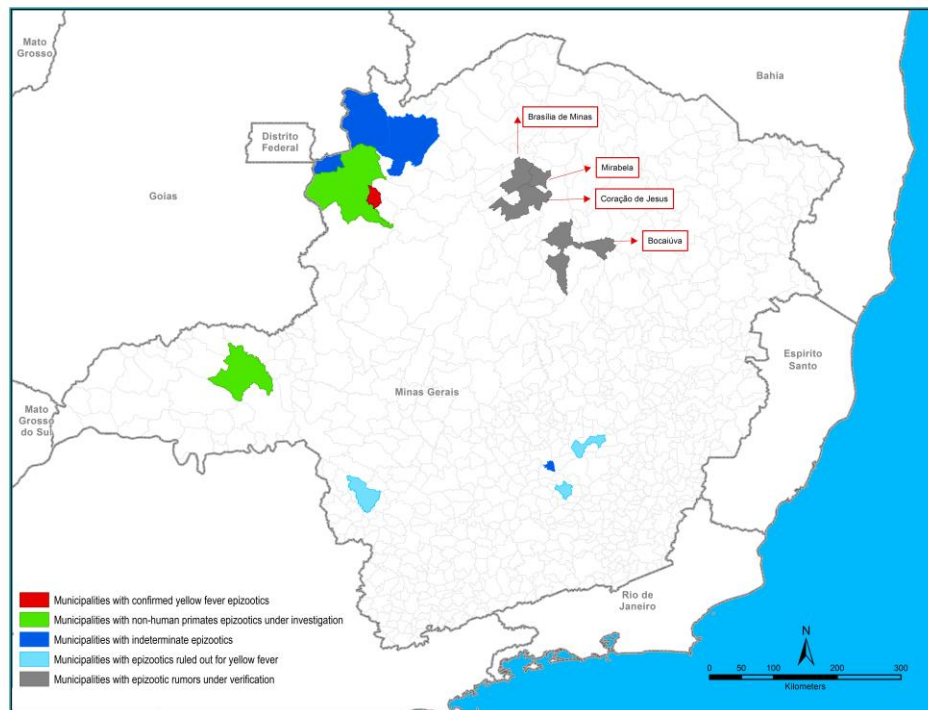 Mato
Grosso
Bahia
Brasília de Minas
Distrito
Federal
Mirabela
Goias
Coração de Jesus
Bocaiúva
Espirito
Santo
Minas Gerais
Mato
Grosso
do Sul
Rio de
Janeiro
Municipalities with confirmed yellow fever epizootics
Municipalities with non-human primates epizootics under investigation
Municipalities with indeterminate epizootics
Municipalities with epizootics ruled out for yellow fever
Municipalities with epizootic rumors under verification
N
0 50 100 200 300
Kilometers